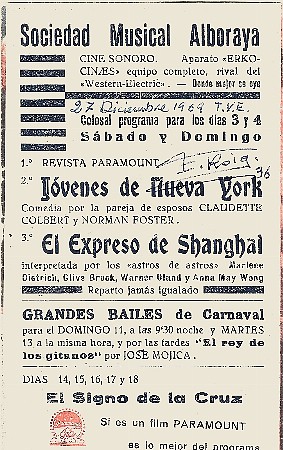 Sociedad Musical Alboraya
CINE SONORO. Aparato «ERKO-
CINÆS» equipo completo, rival del
«Western-Electric». — Donde mejor se oye
27 Diciembre 1969 T.V.E.
Colosal programa para los días 3 y 4
Sábado y Domingo
1.º REVISTA PARAMOUNT
E. Roig.
36
2.º Jóvenes de Nueva York
Comedia por la pareja de esposos CLAUDETTE
COLBERT y NORMAN FOSTER.
3.º El Expreso de Shanghai
interpretada por los «astros de astros» Marlene
Dietrich, Clive Brook, Warner Oland y Anna May Wong
Reparto jamás igualado
GRANDES BAILES de Carnaval
para el DOMINGO 11, a las 9'30 noche y MARTES
13 a la misma hora, y por las tardes "El rey de
los gitanos" por JOSE MOJICA.
DIAS 14, 15, 16, 17 y 18
El Signo de la Cruz
Si es un film PARAMOUNT
es lo mejor del programa